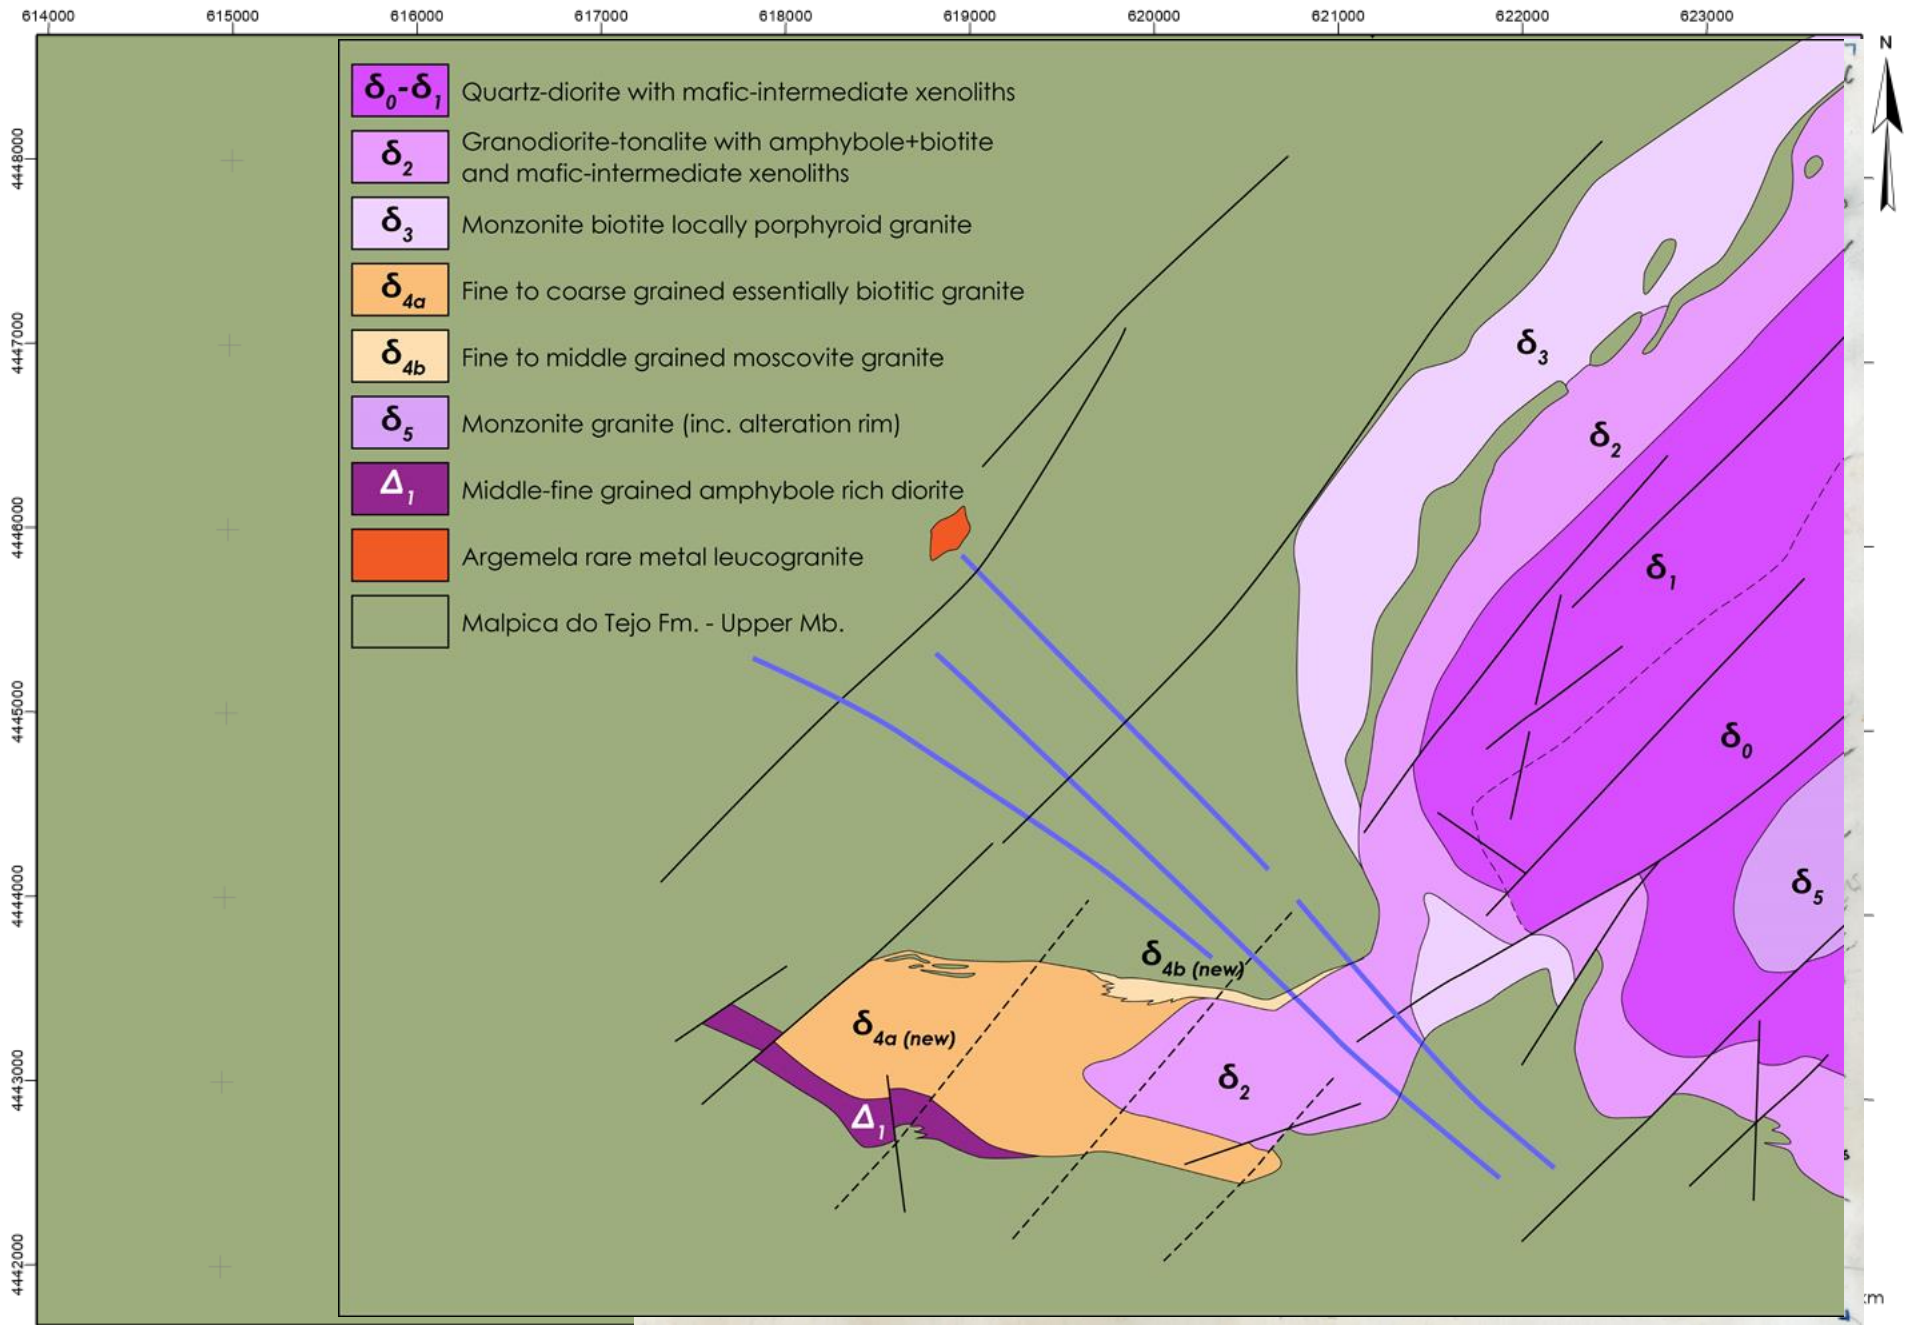 614000 615000 616000 617000 618000 619000 620000 621000 622000 623000
N
4448000
4447000
4446000
4445000
4444000
4443000
4442000
δ0-δ1 Quartz-diorite with mafic-intermediate xenoliths
δ2 Granodiorite-tonalite with amphybole+biotite
and mafic-intermediate xenoliths
δ3 Monzonite biotite locally porphyroid granite
δ4a Fine to coarse grained essentially biotitic granite
δ4b Fine to middle grained moscovite granite
δ5 Monzonite granite (inc. alteration rim)
Δ1 Middle-fine grained amphybole rich diorite
Argemela rare metal leucogranite
Malpica do Tejo Fm. - Upper Mb.
δ3
δ2
δ1
δ0
δ5
δ4b (new)
δ4a (new)
δ2
Δ1
km